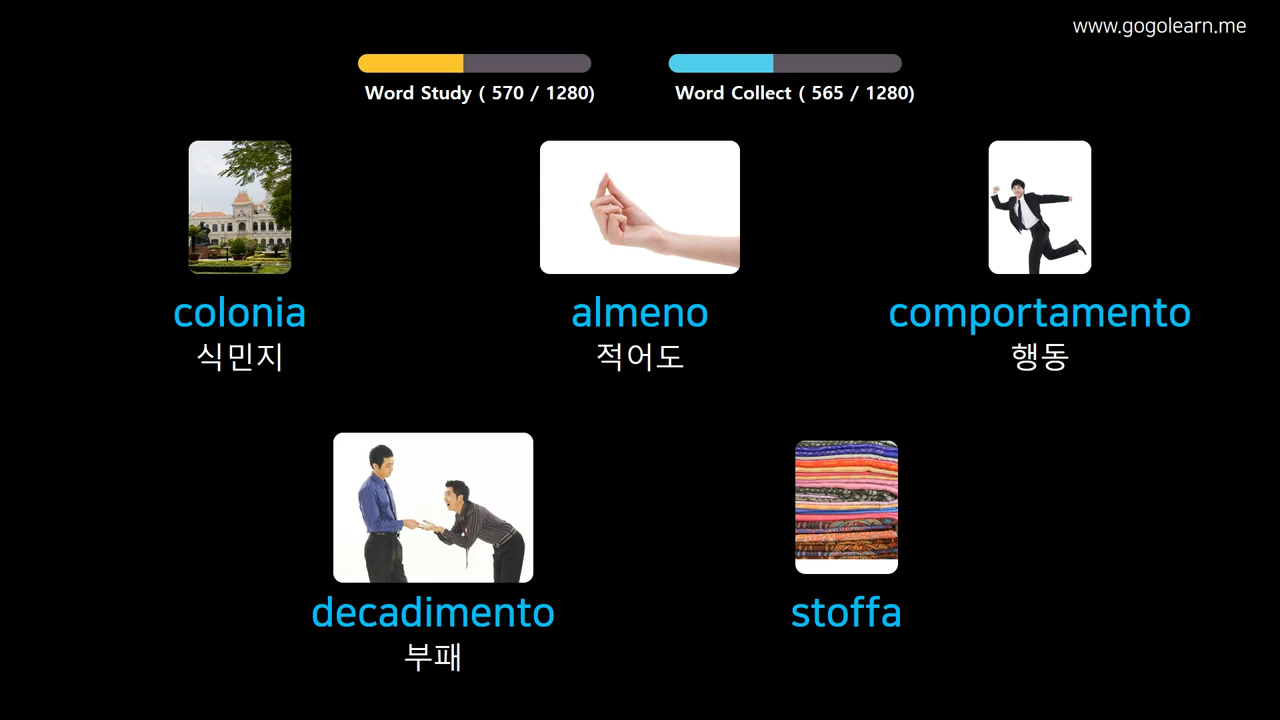 www.gogolearn.me
Word Study ( 570 / 1280)
Word Collect ( 565 / 1280)
colonia
식민지
almeno
적어도
comportamento
행동
decadimento
부패
stoffa